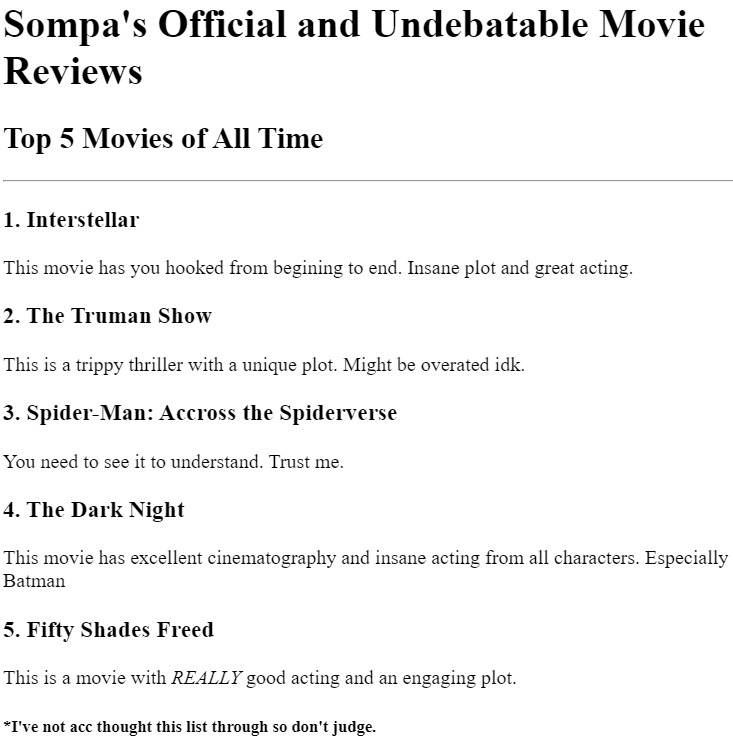 Sompa's Official and Undebatable Movie
Reviews
Top 5 Movies of All Time
1. Interstellar
This movie has you hooked from begining to end. Insane plot and great acting.
2. The Truman Show
This is a trippy thriller with a unique plot. Might be overated idk.
3. Spider-Man: Accross the Spiderverse
You need to see it to understand. Trust me.
4. The Dark Night
This movie has excellent cinematography and insane acting from all characters. Especially
Batman
5. Fifty Shades Freed
This is a movie with REALLY good acting and an engaging plot.
*I've not acc thought this list through so don't judge.